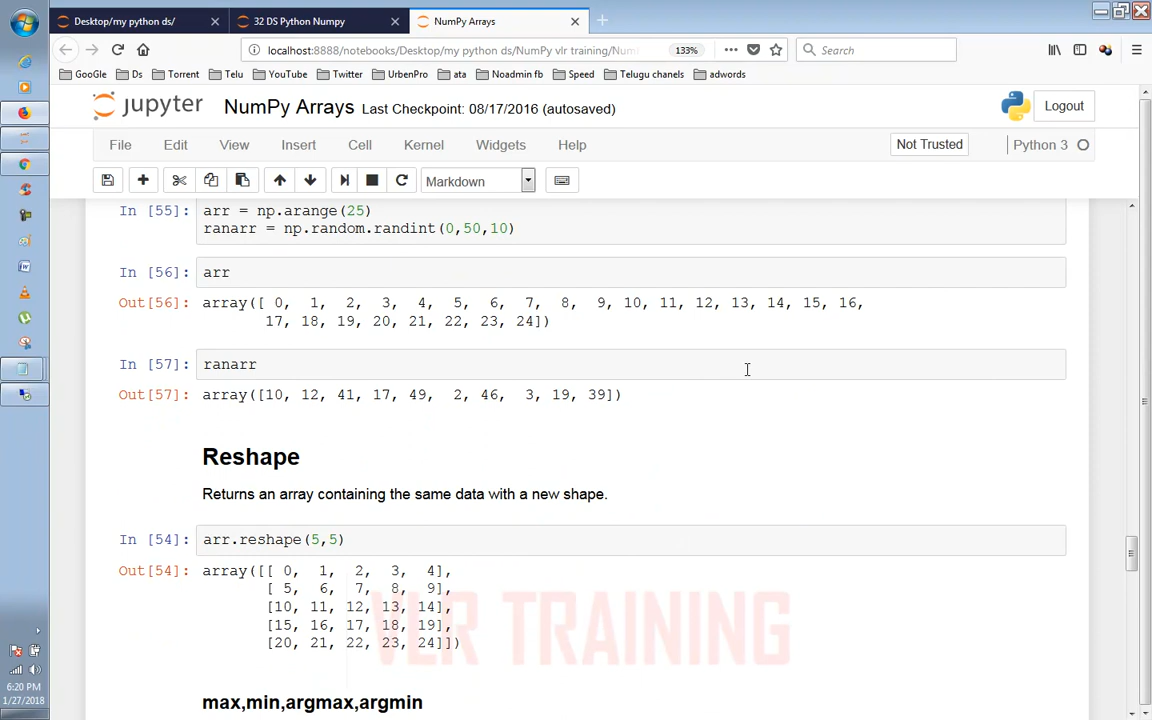 Desktop/my python ds/
32 DS Python Numpy
NumPy Arrays
localhost:8888/notebooks/Desktop/my python ds/NumPy vlr training/Num
133%
Search
GooGle
Ds
Torrent
Telu
YouTube
Twitter
UrbenPro
ata
Noadmin fb
Speed
Telugu chanels
adwords
jupyter
NumPy Arrays Last Checkpoint: 08/17/2016 (autosaved)
Logout
File Edit View Insert Cell Kernel Widgets Help
Not Trusted
Python 3
Markdown
In [55]: arr = np.arange(25)
ranarr = np.random.randint(0,50,10)
In [56]: arr
Out[56]: array([ 0, 1, 2, 3, 4, 5, 6, 7, 8, 9, 10, 11, 12, 13, 14, 15, 16,
17, 18, 19, 20, 21, 22, 23, 24])
In [57]: ranarr
Out[57]: array([10, 12, 41, 17, 49, 2, 46, 3, 19, 39])
Reshape
Returns an array containing the same data with a new shape.
In [54]: arr.reshape(5,5)
Out[54]: array([[ 0, 1, 2, 3, 4],
[ 5, 6, 7, 8, 9],
[10, 11, 12, 13, 14],
[15, 16, 17, 18, 19],
[20, 21, 22, 23, 24]])
VLR TRAINING
max,min,argmax,argmin
6:20 PM
1/27/2018